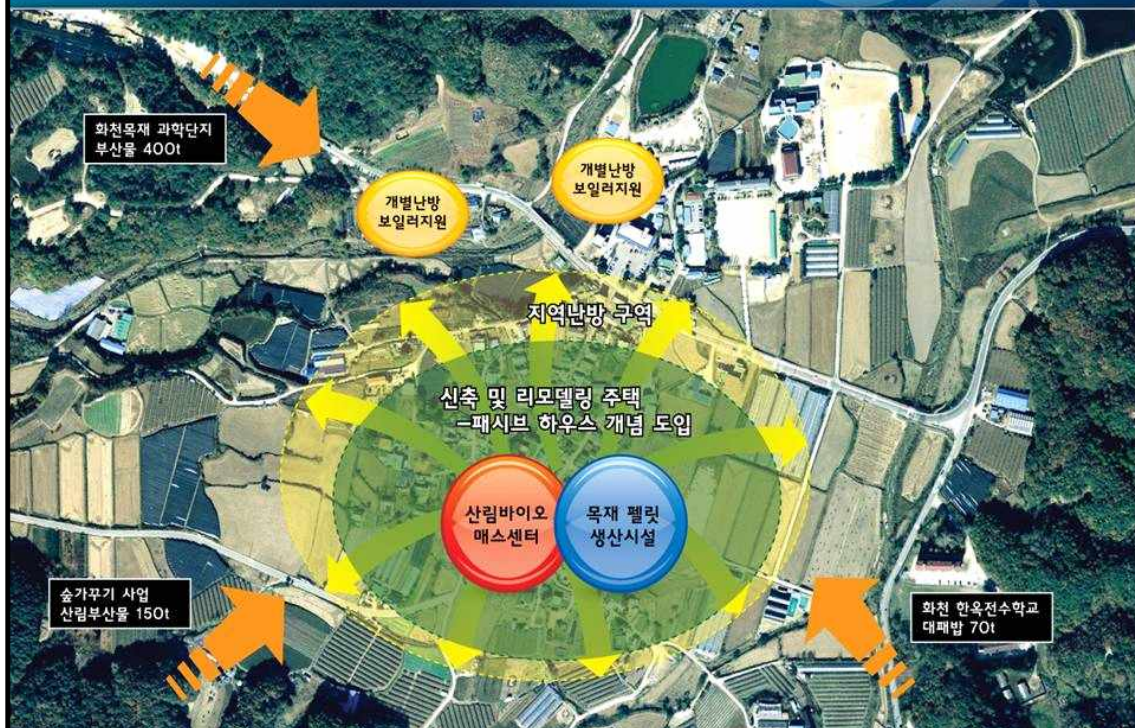 화천목재 과학단지
부산물 400t
개별난방
보일러지원
개별난방
보일러지원
지역난방 구역
신축 및 리모델링 주택
-패시브 하우스 개념 도입
산림바이오
매스센터
목재 펠릿
생산시설
숲가꾸기 사업
산림부산물 150t
화천 한옥전수학교
대패밥 70t